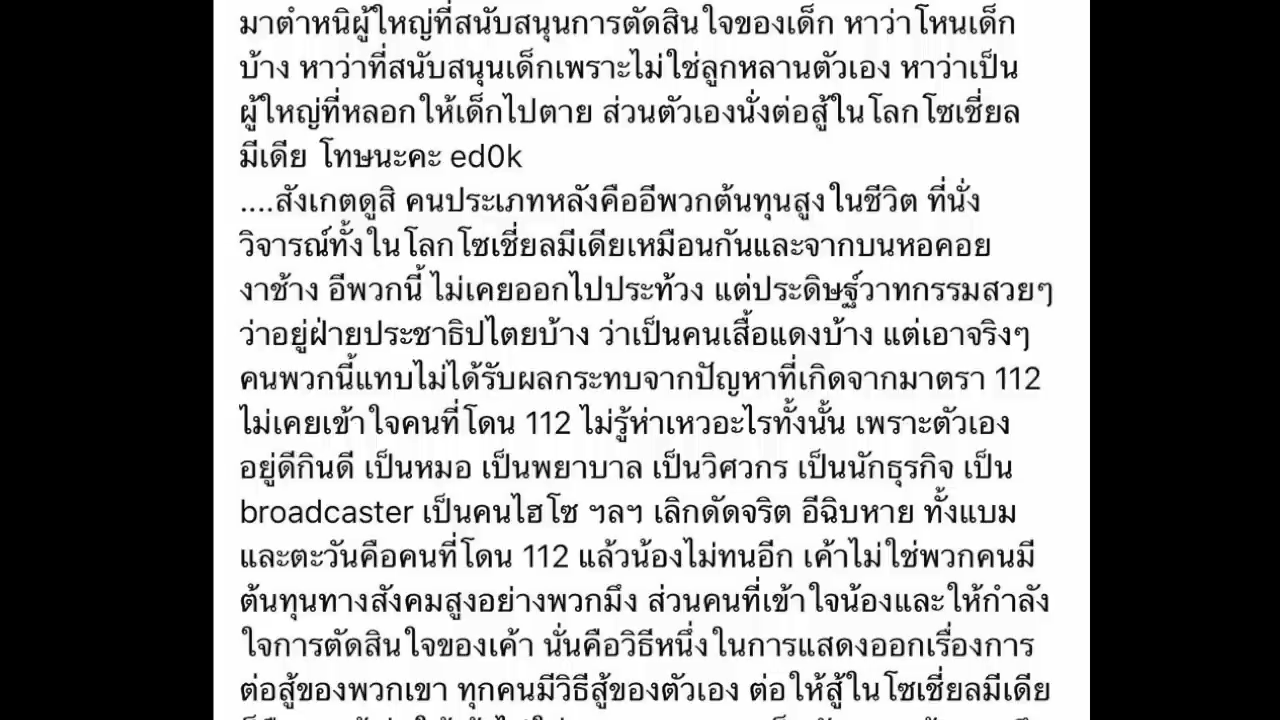 มาตำหนิผู้ใหญ่ที่สนับสนุนการตัดสินใจของเด็ก หาว่าโหนเด็ก
บ้าง หาว่าที่สนับสนุนเด็กเพราะไม่ใช่ลูกหลานตัวเอง หาว่าเป็น
ผู้ใหญ่ที่หลอกให้เด็กไปตาย ส่วนตัวเองนั่งต่อสู้ในโลกโซเชี่ยล
มีเดีย โทษนะคะ ed0k
....สังเกตดูสิ คนประเภทหลังคืออีพวกต้นทุนสูงในชีวิต ที่นั่ง
วิจารณ์ทั้งในโลกโซเชี่ยลมีเดียเหมือนกันและจากบนหอคอย
งาช้าง อีพวกนี้ ไม่เคยออกไปประท้วง แต่ประดิษฐ์วาทกรรมสวยๆ
ว่าอยู่ฝ่ายประชาธิปไตยบ้าง ว่าเป็นคนเสื้อแดงบ้าง แต่เอาจริงๆ
คนพวกนี้แทบไม่ได้รับผลกระทบจากปัญหาที่เกิดจากมาตรา 112
ไม่เคยเข้าใจคนที่โดน 112 ไม่รู้ห่าเหวอะไรทั้งนั้น เพราะตัวเอง
อยู่ดีกินดี เป็นหมอ เป็นพยาบาล เป็นวิศวกร เป็นนักธุรกิจ เป็น
broadcaster เป็นคนไฮโซ ฯลฯ เลิกดัดจริต อีฉิบหาย ทั้งแบม
และตะวันคือคนที่โดน 112 แล้วน้องไม่ทนอีก เค้าไม่ใช่พวกคนมี
ต้นทุนทางสังคมสูงอย่างพวกมึง ส่วนคนที่เข้าใจน้องและให้กำลัง
ใจการตัดสินใจของเค้า นั่นคือวิธีหนึ่งในการแสดงออกเรื่องการ
ต่อสู้ของพวกเขา ทุกคนมีวิธีสู้ของตัวเอง ต่อให้สู้ในโซเชี่ยลมีเดีย